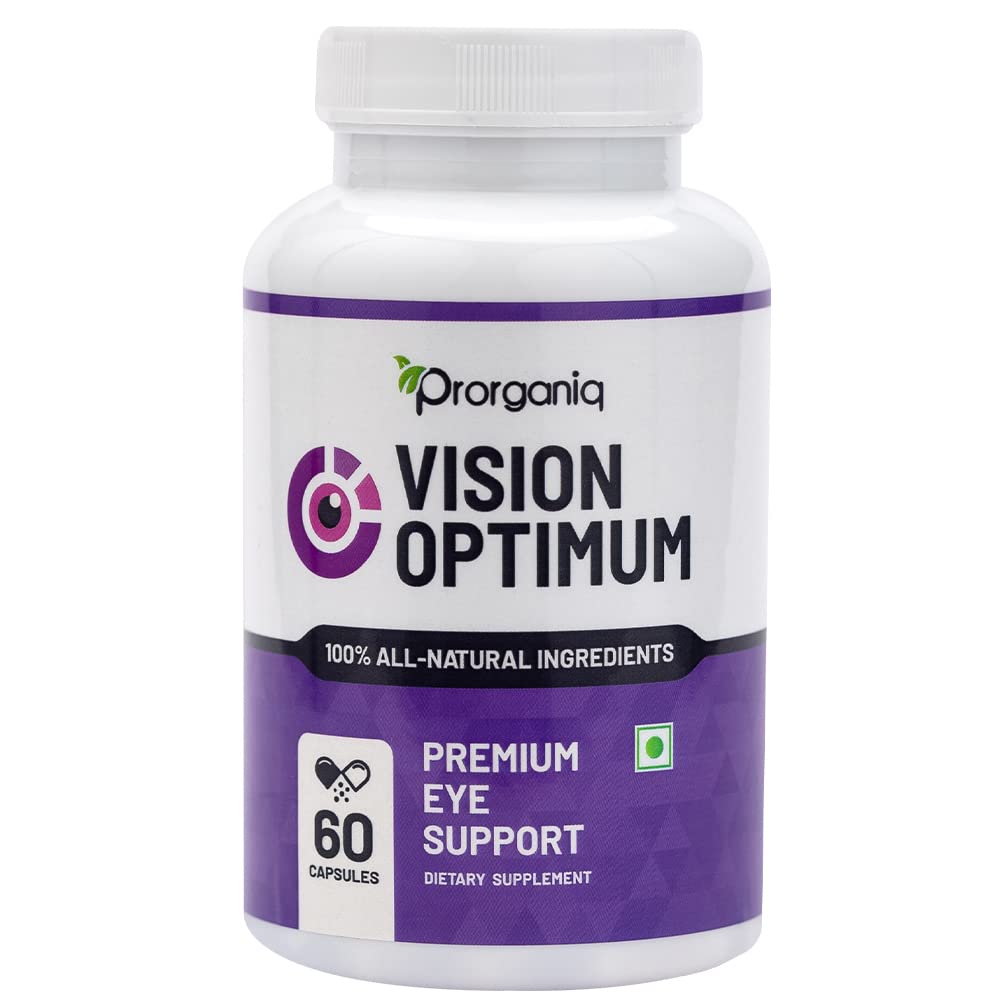 Prorganiq
VISION
OPTIMUM
100% ALL-NATURAL INGREDIENTS
PREMIUM
EYE
SUPPORT
DIETARY SUPPLEMENT
60
CAPSULES